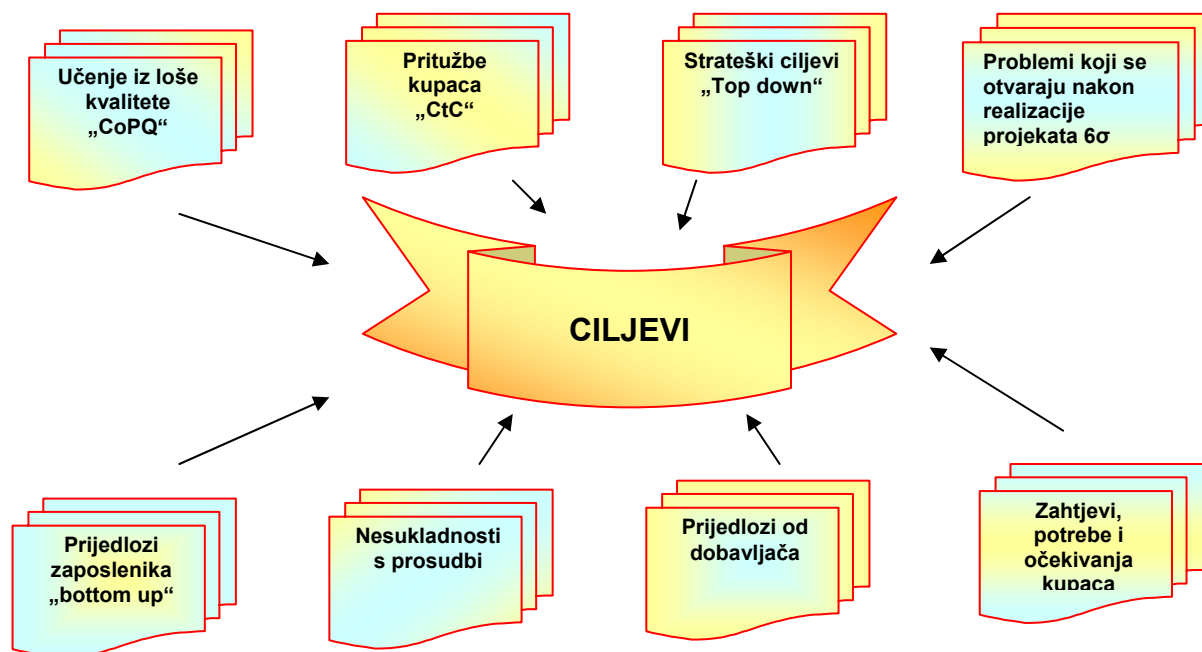 Učenje iz loše
kvalitete
„CoPQ“
Pritužbe
kupaca
„CtC“
Strateški ciljevi
„Top down“
Problemi koji se
otvaraju nakon
realizacije
projekata 6σ
CILJEVI
Prijedlozi
zaposlenika
„bottom up“
Nesukladnosti
s prosudbi
Prijedlozi od
dobavljača
Zahtjevi,
potrebe i
očekivanja
kupaca